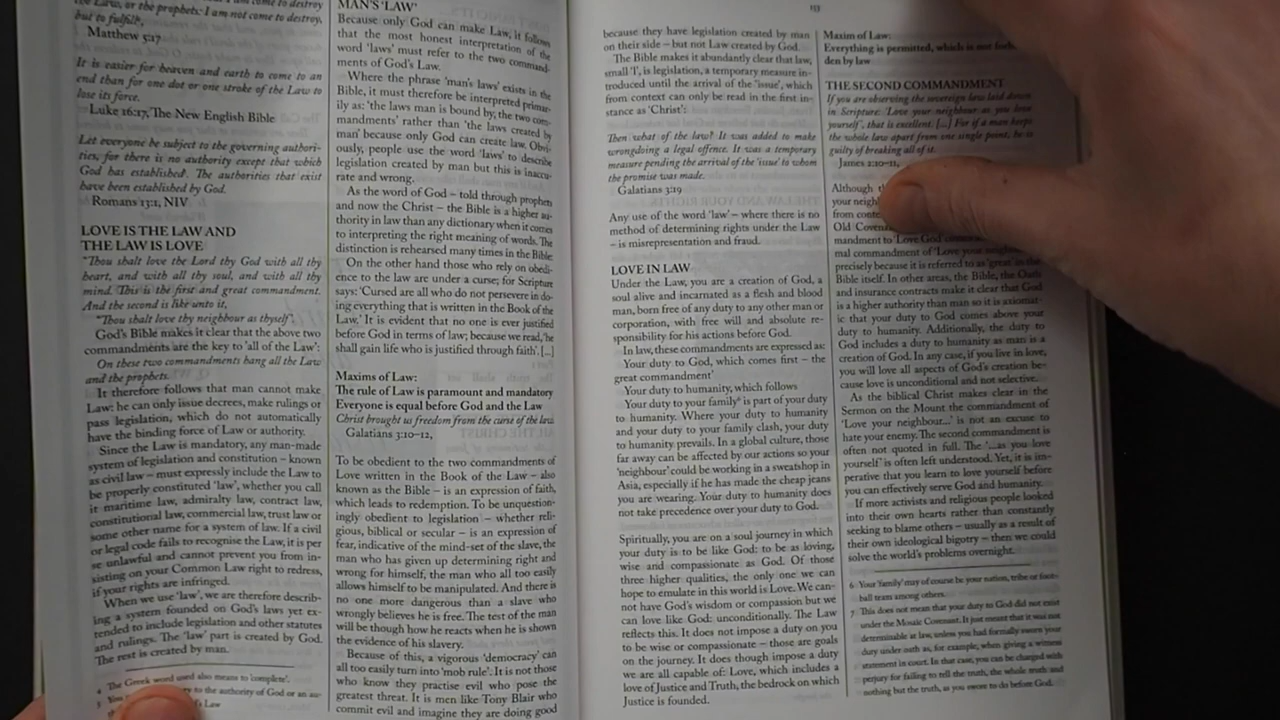 the Law, or the prophets: I am not come to destroy,
but to fulfil⁴,
Matthew 5:17
It is easier for heaven and earth to come to an
end than for one dot or one stroke of the Law to
lose its force.
Luke 16:17, The New English Bible
Let everyone be subject to the governing authori-
ties, for there is no authority except that which
God has established⁵. The authorities that exist
have been established by God.
Romans 13:1, NIV
LOVE IS THE LAW AND
THE LAW IS LOVE
"Thou shalt love the Lord thy God with all thy
heart, and with all thy soul, and with all thy
mind. This is the first and great commandment.
And the second is like unto it,
"Thou shalt love thy neighbour as thyself".
God's Bible makes it clear that the above two
commandments are the key to 'all of the Law':
On these two commandments hang all the Law
and the prophets.
It therefore follows that man cannot make
Law: he can only issue decrees, make rulings or
pass legislation, which do not automatically
have the binding force of Law or authority.
Since the Law is mandatory, any man-made
system of legislation and constitution – known
as civil law – must expressly include the Law to
be properly constituted 'law', whether you call
it maritime law, admiralty law, contract law,
constitutional law, commercial law, trust law or
some other name for a system of law. If a civil
or legal code fails to recognise the Law, it is per
se unlawful and cannot prevent you from in-
sisting on your Common Law right to redress,
if your rights are infringed.
When we use 'law', we are therefore describ-
ing a system founded on God's laws yet ex-
tended to include legislation and other statutes
and rulings. The 'law' part is created by God.
The rest is created by man.
4 The Greek word used also means to 'complete'.
5 You to the authority of God or an au-
's Law
MAN'S 'LAW'
Because only God can make Law, it follows
that the most honest interpretation of the
word 'laws' must refer to the two command-
ments of God's Law.
Where the phrase 'man's laws' exists in the
Bible, it must therefore be interpreted primar-
ily as: 'the laws man is bound by, the two com-
mandments' rather than 'the laws created by
man' because only God can create law. Obvi-
ously, people use the word 'laws' to describe
legislation created by man but this is inaccu-
rate and wrong.
As the word of God – told through prophets
and now the Christ – the Bible is a higher au-
thority in law than any dictionary when it comes
to interpreting the right meaning of words. The
distinction is rehearsed many times in the Bible:
On the other hand those who rely on obedi-
ence to the law are under a curse; for Scripture
says: 'Cursed are all who do not persevere in do-
ing everything that is written in the Book of the
Law.' It is evident that no one is ever justified
before God in terms of law; because we read, 'he
shall gain life who is justified through faith'. [...]
Maxims of Law:
The rule of Law is paramount and mandatory
Everyone is equal before God and the Law
Christ brought us freedom from the curse of the law.
Galatians 3:10-12,
To be obedient to the two commandments of
Love written in the Book of the Law – also
known as the Bible – is an expression of faith,
which leads to redemption. To be unquestion-
ingly obedient to legislation – whether reli-
gious, biblical or secular – is an expression of
fear, indicative of the mind-set of the slave, the
man who has given up determining right and
wrong for himself, the man who all too easily
allows himself to be manipulated. And there is
no one more dangerous than a slave who
wrongly believes he is free. The test of the man
will be though how he reacts when he is shown
the evidence of his slavery.
Because of this, a vigorous 'democracy' can
all too easily turn into 'mob rule'. It is not those
who know they practise evil who pose the
greatest threat. It is men like Tony Blair who
commit evil and imagine they are doing good
153
because they have legislation created by man
on their side – but not Law created by God.
The Bible makes it abundantly clear that law,
small 'l', is legislation, a temporary measure in-
troduced until the arrival of the 'issue', which
from context can only be read in the first in-
stance as 'Christ':
Then what of the law? It was added to make
wrongdoing a legal offence. It was a temporary
measure pending the arrival of the 'issue' to whom
the promise was made.
Galatians 3:19
Any use of the word 'law' – where there is no
method of determining rights under the Law
– is misrepresentation and fraud.
LOVE IN LAW
Under the Law, you are a creation of God, a
soul alive and incarnated as a flesh and blood
man, born free of any duty to any other man or
corporation, with free will and absolute re-
sponsibility for his actions before God.
In law, these commandments are expressed as:
Your duty to God, which comes first – the
great commandment'
Your duty to humanity, which follows
Your duty to your family⁶ is part of your duty
to humanity. Where your duty to humanity
and your duty to your family clash, your duty
to humanity prevails. In a global culture, those
far away can be affected by our actions so your
'neighbour' could be working in a sweatshop in
Asia, especially if he has made the cheap jeans
you are wearing. Your duty to humanity does
not take precedence over your duty to God.
Spiritually, you are on a soul journey in which
your duty is to be like God: to be as loving,
wise and compassionate as God. Of those
three higher qualities, the only one we can
hope to emulate in this world is Love. We can-
not have God's wisdom or compassion but we
can love like God: unconditionally. The Law
reflects this. It does not impose a duty on you
to be wise or compassionate – those are goals
on the journey. It does though impose a duty
we are all capable of: Love, which includes a
love of Justice and Truth, the bedrock on which
Justice is founded.
Maxim of Law:
Everything is permitted, which is not forbid-
den by law
THE SECOND COMMANDMENT
If you are observing the sovereign law laid down
in Scripture, 'Love your neighbour as you love
yourself', that is excellent. [...] For if a man keeps
the whole law apart from one single point, he is
guilty of breaking all of it.
James 2:10-11,
Although
your neigh
from conte
Old Coven
mandment to 'Love God
mal commandment of 'Love your neighbour'
precisely because it is referred to as 'great' in the
Bible itself. In other areas, the Bible, the Oath
and insurance contracts make it clear that God
is a higher authority than man so it is axiomat-
ic that your duty to God comes above your
duty to humanity. Additionally, the duty to
God includes a duty to humanity as man is a
creation of God. In any case, if you live in love,
you will love all aspects of God's creation be-
cause love is unconditional and not selective.
As the biblical Christ makes clear in the
Sermon on the Mount the commandment of
'Love your neighbour...' is not an excuse to
hate your enemy. The second commandment is
often not quoted in full. The '...as you love
yourself' is often left understood. Yet, it is im-
perative that you learn to love yourself before
you can effectively serve God and humanity.
If more activists and religious people looked
into their own hearts rather than constantly
seeking to blame others – usually as a result of
their own ideological bigotry – then we could
solve the world's problems overnight.
6 Your 'family' may of course be your nation, tribe or foot-
ball team among others.
7 This does not mean that your duty to God did not exist
under the Mosaic Covenant. It just meant that it was not
determinable at law, unless you had formally sworn your
duty under oath as, for example, when giving a witness
statement in court. In that case, you can be charged with
perjury for failing to tell the truth, the whole truth and
nothing but the truth, as you swore to do before God.